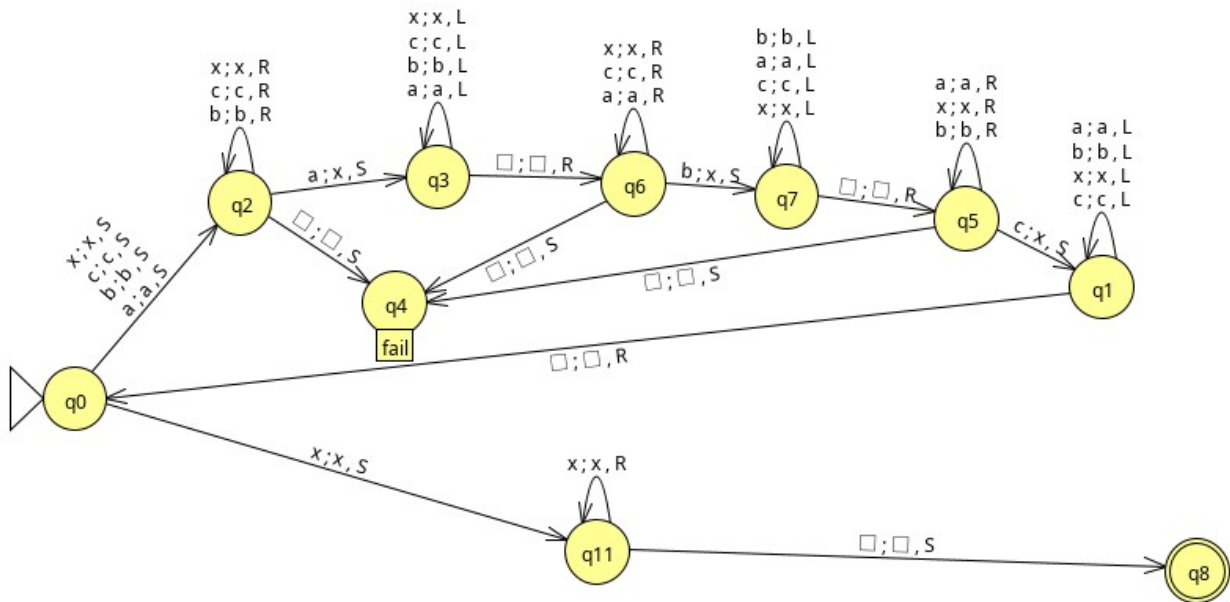 x;x,L
c;c,L
b;b,L
a;a,L
x;x,R
c;c,R
b;b,R
x;x,R
c;c,R
a;a,R
b;b,L
a;a,L
c;c,L
x;x,L
a;a,R
x;x,R
b;b,R
a;a,L
b;b,L
x;x,L
c;c,L
q2
a;x,S
q3
□;□,R
q6
b;x,S
q7
□;□,R
q5
c;x,S
q1
x;x,S
c;c,S
b;b,S
a;a,S
□;□,S
□;□,S
□;□,S
q4
fail
□;□,R
q0
x;x,S
x;x,R
q11
□;□,S
q8